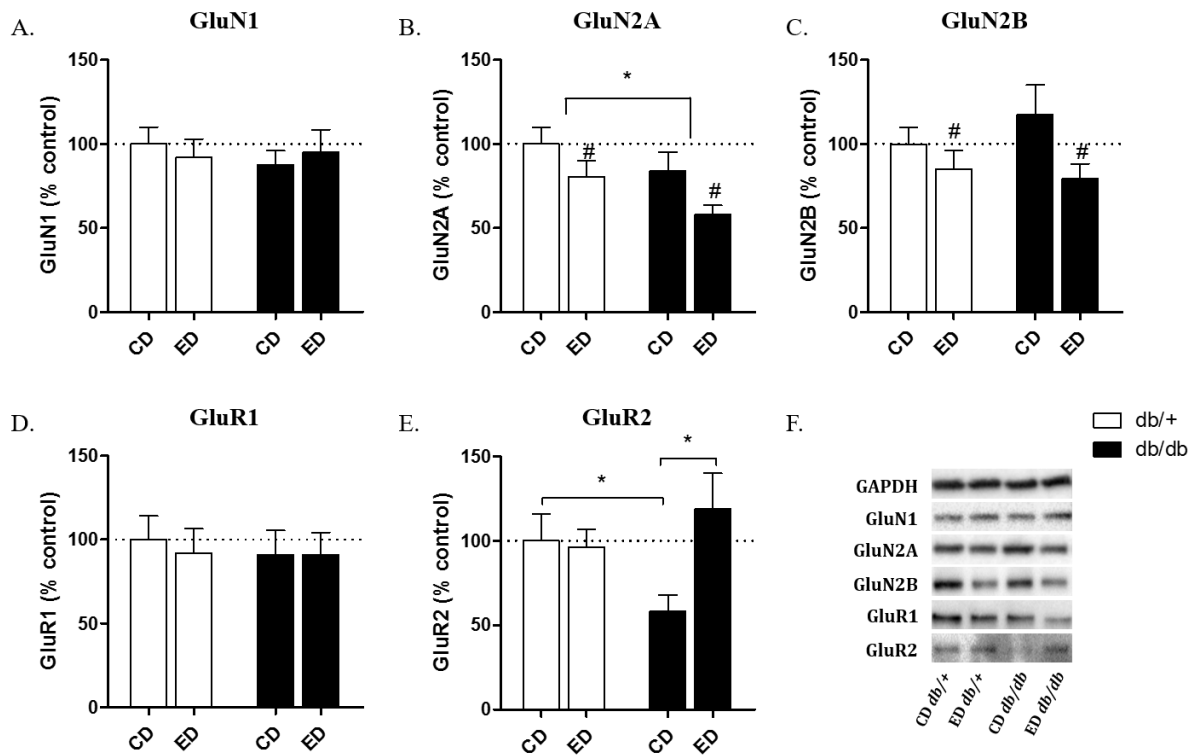 A.
GluN1
GluN1 (% control)
150
100
50
0
CD
ED
CD
ED
B.
GluN2A
GluN2A (% control)
150
100
50
0
*
#
#
CD
ED
CD
ED
C.
GluN2B
GluN2B (% control)
150
100
50
0
#
#
CD
ED
CD
ED
D.
GluR1
GluR1 (% control)
150
100
50
0
CD
ED
CD
ED
E.
GluR2
GluR2 (% control)
150
100
50
0
*
*
CD
ED
CD
ED
db/+
db/db
F.
GAPDH
GluN1
GluN2A
GluN2B
GluR1
GluR2
CD db/+
ED db/+
CD db/db
ED db/db